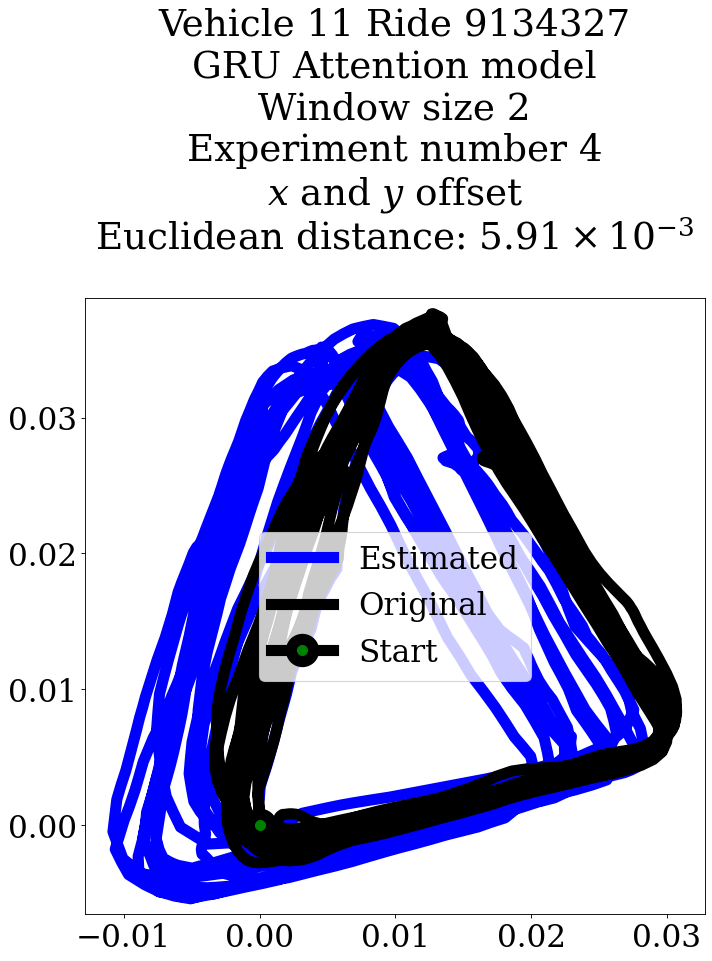 Vehicle 11 Ride 9134327
GRU Attention model
Window size 2
Experiment number 4
x and y offset
Euclidean distance: 5.91 × 10⁻³
0.03
0.02
0.01
0.00
Estimated
Original
Start
−0.01 0.00 0.01 0.02 0.03